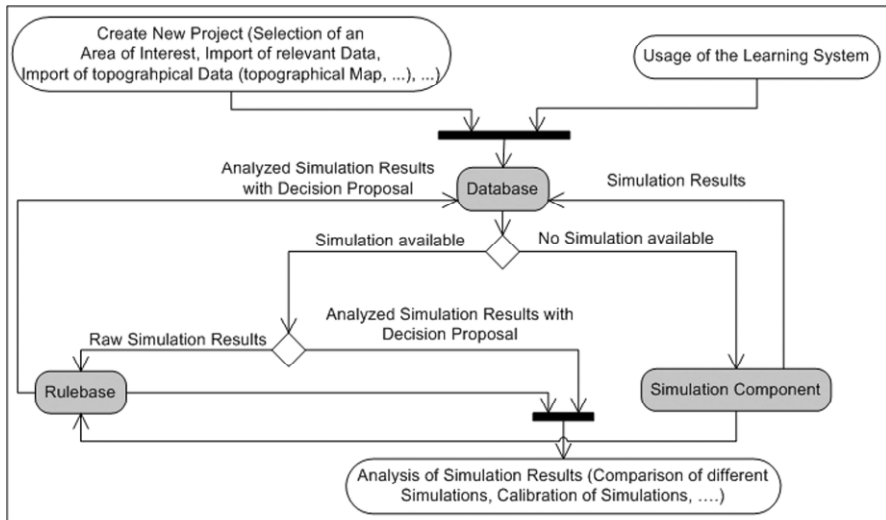 Create New Project (Selection of an
Area of Interest, Import of relevant Data,
Import of topograhpical Data (topographical Map, ...), ...)
Usage of the Learning System
Analyzed Simulation Results
with Decision Proposal
Database
Simulation Results
Simulation available
No Simulation available
Analyzed Simulation Results with
Decision Proposal
Raw Simulation Results
Rulebase
Simulation Component
Analysis of Simulation Results (Comparison of different
Simulations, Calibration of Simulations, ....)